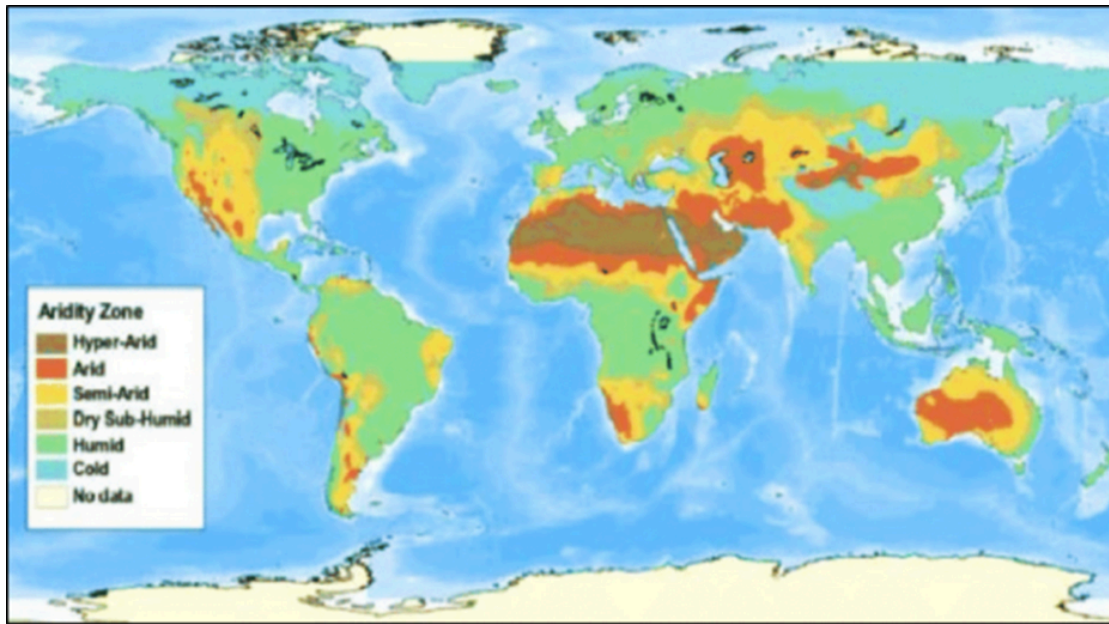 Aridity Zone
Hyper-Arid
Arid
Semi-Arid
Dry Sub-Humid
Humid
Cold
No data